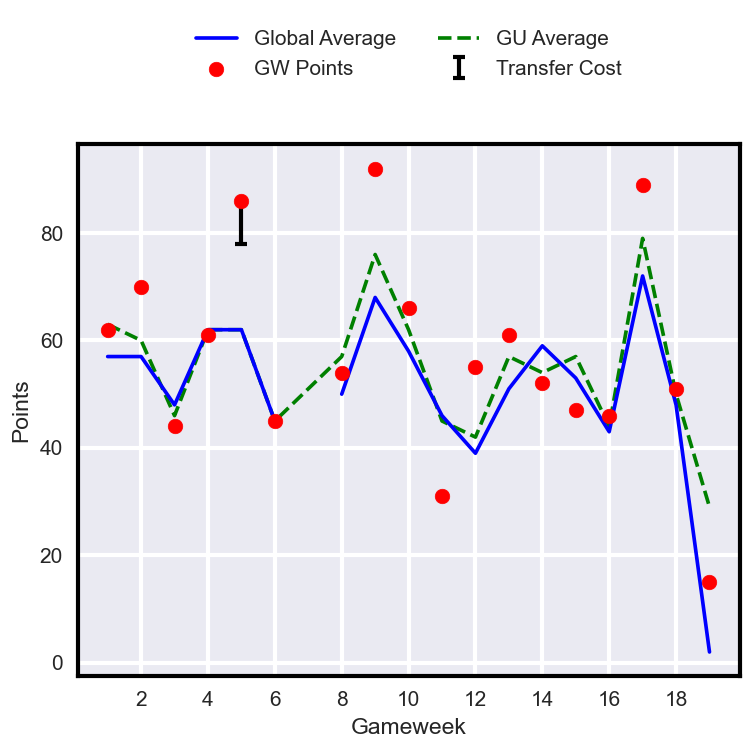 Global Average
GU Average
GW Points
Transfer Cost
80
60
40
20
0
Points
2 4 6 8 10 12 14 16 18
Gameweek